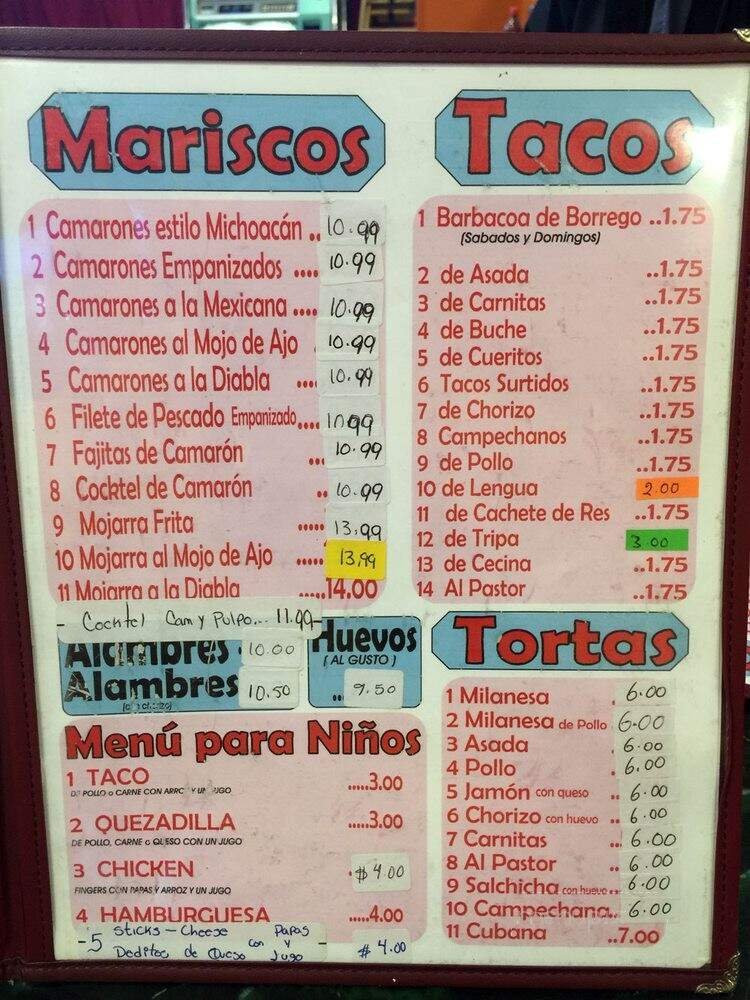 Mariscos
1 Camarones estilo Michoacán .. 10.99
2 Camarones Empanizados .... 10.99
3 Camarones a la Mexicana .... 10.99
4 Camarones al Mojo de Ajo 10.99
5 Camarones a la Diabla .... 10.99
6 Filete de Pescado Empanizado.... 10.99
7 Fajitas de Camarón ... 10.99
8 Cocktel de Camarón .. 10.99
9 Mojarra Frita ..... 13.99
10 Mojarra al Mojo de Ajo ..... 13.99
11 Mojarra a la Diabla .....14.00
- Cocktel Cam y Pulpo... 11.99-
Alambres 10.00
Alambres 10.50
Huevos
(AL GUSTO)
.. 9.50
Menú para Niños
1 TACO .....3.00
DE POLLO o CARNE CON ARROZ Y UN JUGO
2 QUEZADILLA .....3.00
DE POLLO, CARNE o QUESO CON UN JUGO
3 CHICKEN $4.00
FINGERS CON PAPAS Y ARROZ Y UN JUGO
4 HAMBURGUESA .....4.00
-5 Sticks - Cheese
Deditos de Queso con Papas y Jugo - $4.00
Tacos
1 Barbacoa de Borrego ..1.75
(Sabados y Domingos)
2 de Asada ..1.75
3 de Carnitas ..1.75
4 de Buche ..1.75
5 de Cueritos ..1.75
6 Tacos Surtidos ..1.75
7 de Chorizo ..1.75
8 Campechanos ..1.75
9 de Pollo ..1.75
10 de Lengua 2.00
11 de Cachete de Res ..1.75
12 de Tripa 3.00
13 de Cecina ..1.75
14 Al Pastor ..1.75
Tortas
1 Milanesa . 6.00
2 Milanesa de Pollo . 6.00
3 Asada . 6.00
4 Pollo . 6.00
5 Jamón con queso .. 6.00
6 Chorizo con huevo .. 6.00
7 Carnitas .. 6.00
8 Al Pastor .. 6.00
9 Salchicha con huevo .. 6.00
10 Campechana.. 6.00
11 Cubana ..7.00